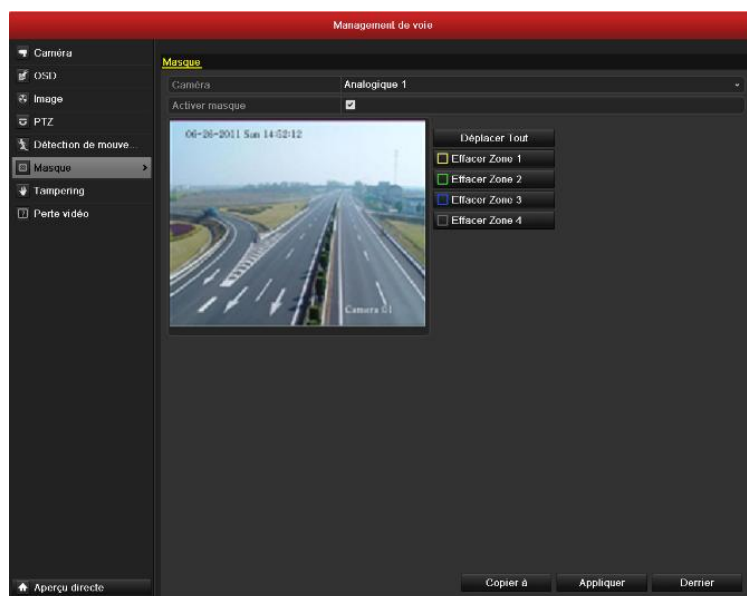 Management de voie
Caméra
OSD
Image
PTZ
Détection de mouve...
Masque
Tampering
Perte vidéo
Aperçu directe
Masque
Caméra Analogique 1
Activer masque
06-26-2011 Sun 14:52:12
Camera 01
Déplacer Tout
Effacer Zone 1
Effacer Zone 2
Effacer Zone 3
Effacer Zone 4
Copier à Appliquer Derrier